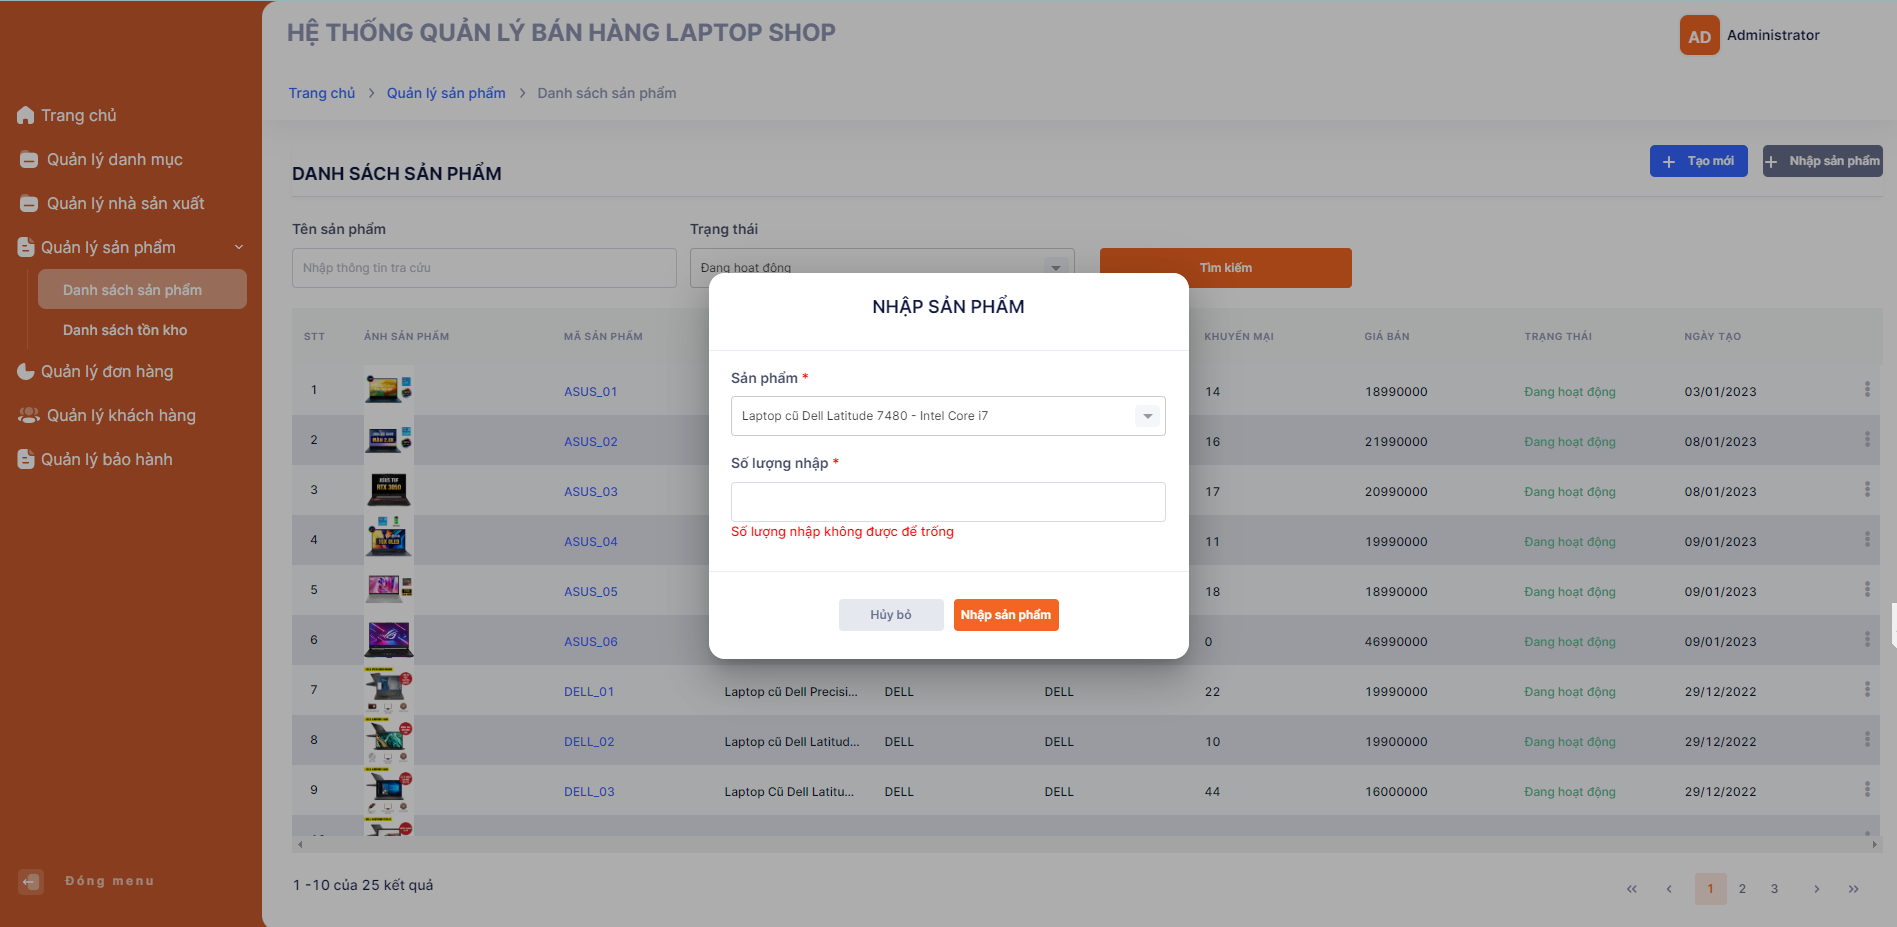 HỆ THỐNG QUẢN LÝ BÁN HÀNG LAPTOP SHOP
AD Administrator
Trang chủ > Quản lý sản phẩm > Danh sách sản phẩm
Trang chủ
Quản lý danh mục
Quản lý nhà sản xuất
Quản lý sản phẩm
Danh sách sản phẩm
Danh sách tồn kho
Quản lý đơn hàng
Quản lý khách hàng
Quản lý bảo hành
Đóng menu
DANH SÁCH SẢN PHẨM
+ Tạo mới
+ Nhập sản phẩm
Tên sản phẩm
Nhập thông tin tra cứu
Trạng thái
Đang hoạt động
Tìm kiếm
STT ẢNH SẢN PHẨM MÃ SẢN PHẨM KHUYẾN MẠI GIÁ BÁN TRẠNG THÁI NGÀY TẠO
1 ASUS_01 14 18990000 Đang hoạt động 03/01/2023
2 ASUS_02 16 21990000 Đang hoạt động 08/01/2023
3 ASUS_03 17 20990000 Đang hoạt động 08/01/2023
4 ASUS_04 11 19990000 Đang hoạt động 09/01/2023
5 ASUS_05 18 18990000 Đang hoạt động 09/01/2023
6 ASUS_06 0 46990000 Đang hoạt động 09/01/2023
7 DELL_01 Laptop cũ Dell Precisi... DELL DELL 22 19990000 Đang hoạt động 29/12/2022
8 DELL_02 Laptop cũ Dell Latitud... DELL DELL 10 19900000 Đang hoạt động 29/12/2022
9 DELL_03 Laptop Cũ Dell Latitu... DELL DELL 44 16000000 Đang hoạt động 29/12/2022
1 -10 của 25 kết quả
« ‹ 1 2 3 › »
NHẬP SẢN PHẨM
Sản phẩm *
Laptop cũ Dell Latitude 7480 - Intel Core i7
Số lượng nhập *
Số lượng nhập không được để trống
Hủy bỏ
Nhập sản phẩm